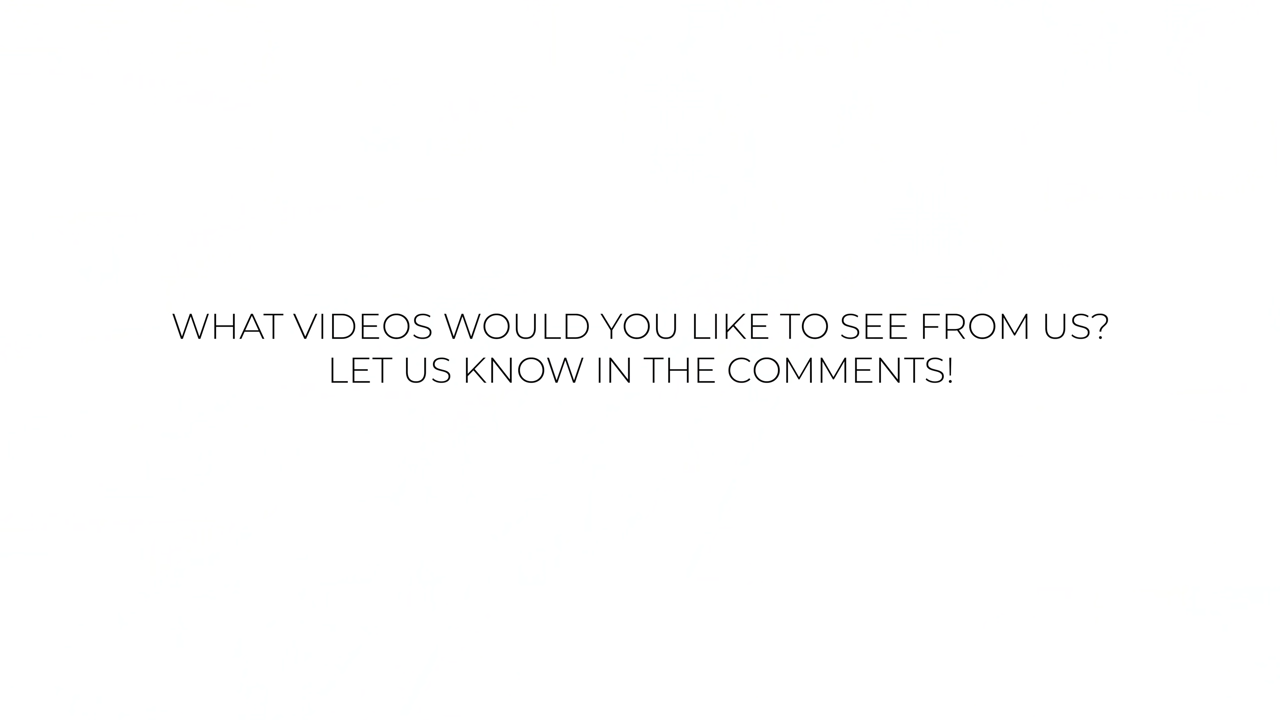 WHAT VIDEOS WOULD YOU LIKE TO SEE FROM US?
LET US KNOW IN THE COMMENTS!